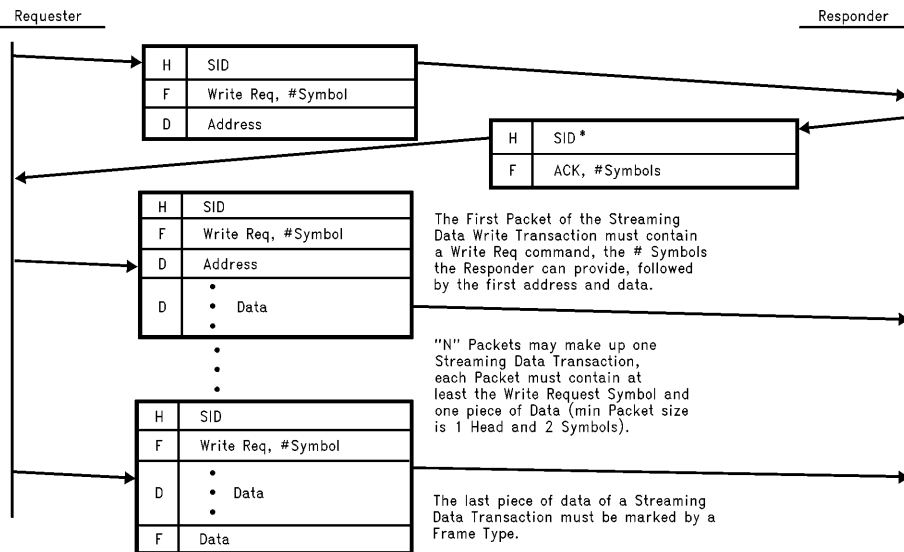 Requester
Responder
H SID
F Write Req, #Symbol
D Address
H SID*
F ACK, #Symbols
H SID
F Write Req, #Symbol
D Address
D Data
The First Packet of the Streaming
Data Write Transaction must contain
a Write Req command, the # Symbols
the Responder can provide, followed
by the first address and data.
"N" Packets may make up one
Streaming Data Transaction,
each Packet must contain at
least the Write Request Symbol and
one piece of Data (min Packet size
is 1 Head and 2 Symbols).
H SID
F Write Req, #Symbol
D Data
F Data
The last piece of data of a Streaming
Data Transaction must be marked by a
Frame Type.